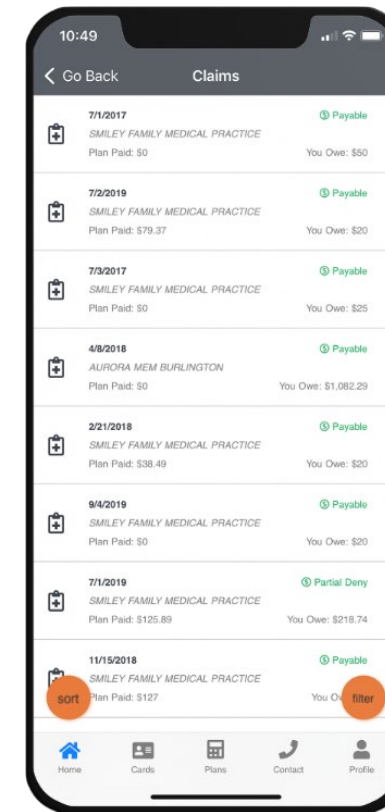 10:49
Go Back Claims
7/1/2017 Payable
SMILEY FAMILY MEDICAL PRACTICE
Plan Paid: $0 You Owe: $50
7/2/2019 Payable
SMILEY FAMILY MEDICAL PRACTICE
Plan Paid: $79.37 You Owe: $20
7/3/2017 Payable
SMILEY FAMILY MEDICAL PRACTICE
Plan Paid: $0 You Owe: $25
4/8/2018 Payable
AURORA MEM BURLINGTON
Plan Paid: $0 You Owe: $1,082.29
2/21/2018 Payable
SMILEY FAMILY MEDICAL PRACTICE
Plan Paid: $38.49 You Owe: $20
9/4/2019 Payable
SMILEY FAMILY MEDICAL PRACTICE
Plan Paid: $0 You Owe: $20
7/1/2019 Partial Deny
SMILEY FAMILY MEDICAL PRACTICE
Plan Paid: $125.89 You Owe: $218.74
11/15/2018 Payable
SMILEY FAMILY MEDICAL PRACTICE
sort Plan Paid: $127 You filter
Home Cards Plans Contact Profile